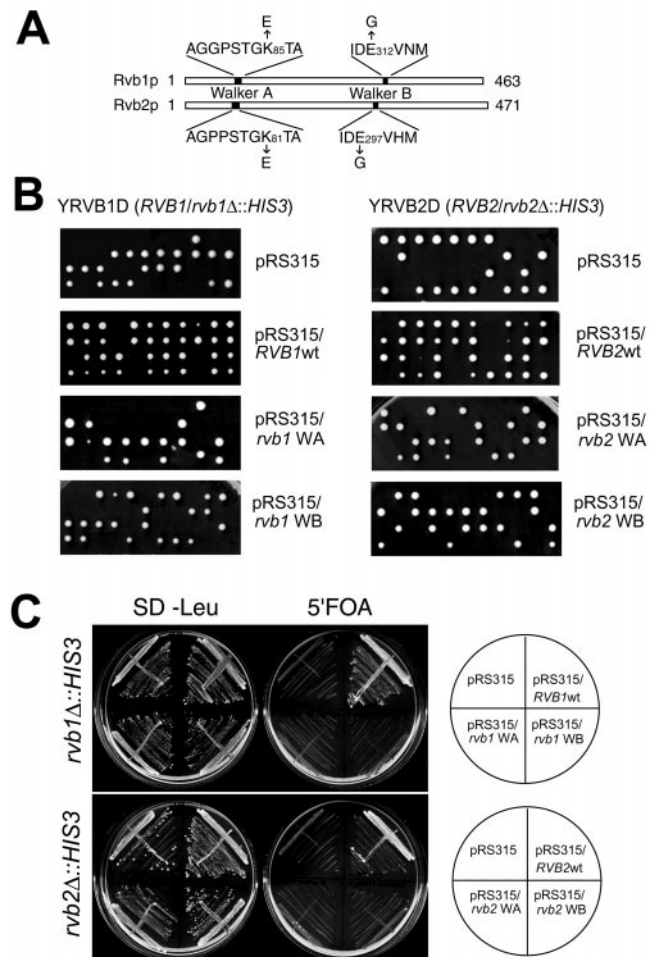 A
E
G
AGGPSTGK85TA
IDE312VNM
Rvb1p 1
463
Walker A
Walker B
Rvb2p 1
471
AGPPSTGK81TA
IDE297VHM
E
G
B
YRVB1D (RVB1/rvb1Δ::HIS3)
YRVB2D (RVB2/rvb2Δ::HIS3)
pRS315
pRS315
pRS315/
RVB1wt
pRS315/
RVB2wt
pRS315/
rvb1 WA
pRS315/
rvb2 WA
pRS315/
rvb1 WB
pRS315/
rvb2 WB
C
SD -Leu
5'FOA
rvb1Δ::HIS3
pRS315
pRS315/
RVB1wt
pRS315/
rvb1 WA
pRS315/
rvb1 WB
rvb2Δ::HIS3
pRS315
pRS315/
RVB2wt
pRS315/
rvb2 WA
pRS315/
rvb2 WB